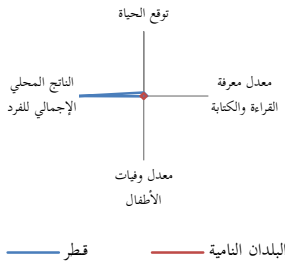 توقع الحياة
معدل معرفة
القراءة والكتابة
الناتج المحلي
الإجمالي للفرد
معدل وفيات
الأطفال
البلدان النامية
قطر